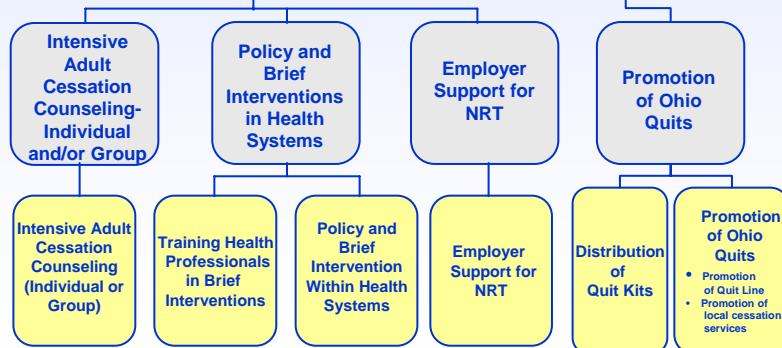 Intensive
Adult
Cessation
Counseling-
Individual
and/or Group
Policy and
Brief
Interventions
in Health
Systems
Employer
Support for
NRT
Promotion
of Ohio
Quits
Intensive Adult
Cessation
Counseling
(Individual or
Group)
Training Health
Professionals
in Brief
Interventions
Policy and
Brief
Intervention
Within Health
Systems
Employer
Support for
NRT
Distribution
of
Quit Kits
Promotion
of Ohio
Quits
• Promotion
of Quit Line
• Promotion of
local cessation
services